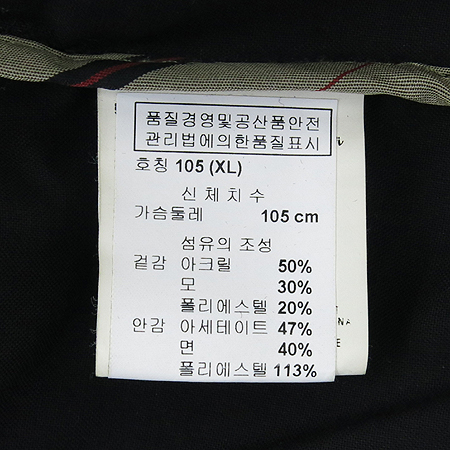 품질경영및공산품안전
관리법에의한품질표시
호칭 105 (XL)
신체치수
가슴둘레 105 cm
섬유의 조성
겉감 아크릴 50%
모 30%
폴리에스텔 20%
안감 아세테이트 47%
면 40%
폴리에스텔 113%